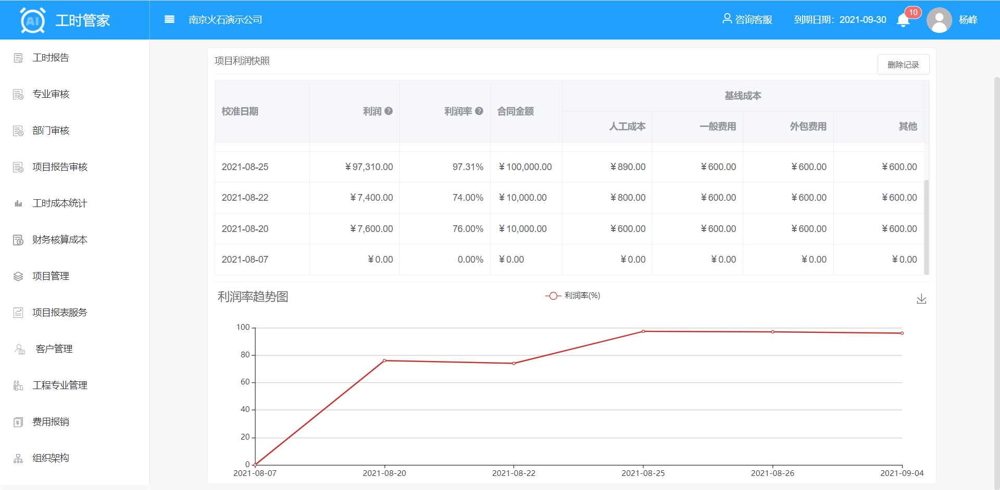 AI 工时管家
南京火石演示公司
咨询客服
到期日期：2021-09-30
10
杨峰
工时报告
专业审核
部门审核
项目报告审核
工时成本统计
财务核算成本
项目管理
项目报表服务
客户管理
工程专业管理
费用报销
组织架构
项目利润快照
删除记录
校准日期 利润 利润率 合同金额 基线成本
人工成本 一般费用 外包费用 其他
2021-08-25 ¥97,310.00 97.31% ¥100,000.00 ¥890.00 ¥600.00 ¥600.00 ¥600.00
2021-08-22 ¥7,400.00 74.00% ¥10,000.00 ¥800.00 ¥600.00 ¥600.00 ¥600.00
2021-08-20 ¥7,600.00 76.00% ¥10,000.00 ¥600.00 ¥600.00 ¥600.00 ¥600.00
2021-08-07 ¥0.00 0.00% ¥0.00 ¥0.00 ¥0.00 ¥0.00 ¥0.00
利润率趋势图
利润率(%)
100
80
60
40
20
0
2021-08-07 2021-08-20 2021-08-22 2021-08-25 2021-08-26 2021-09-04